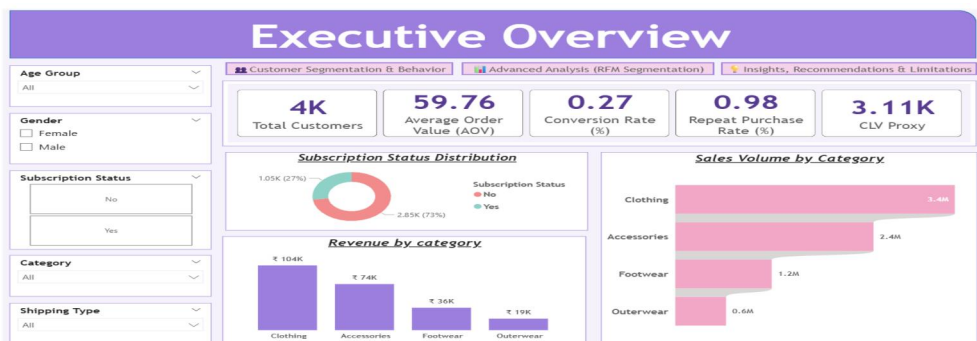 Executive Overview
Customer Segmentation & Behavior
Advanced Analysis (RFM Segmentation)
Insights, Recommendations & Limitations
Age Group
All
Gender
Female
Male
Subscription Status
No
Yes
Category
All
Shipping Type
All
4K
Total Customers
59.76
Average Order
Value (AOV)
0.27
Conversion Rate
(%)
0.98
Repeat Purchase
Rate (%)
3.11K
CLV Proxy
Subscription Status Distribution
1.05K (27%)
2.85K (73%)
Subscription Status
No
Yes
Revenue by category
₹ 104K
₹ 74K
₹ 36K
₹ 19K
Clothing
Accessories
Footwear
Outerwear
Sales Volume by Category
Clothing
3.4M
Accessories
2.4M
Footwear
1.2M
Outerwear
0.6M